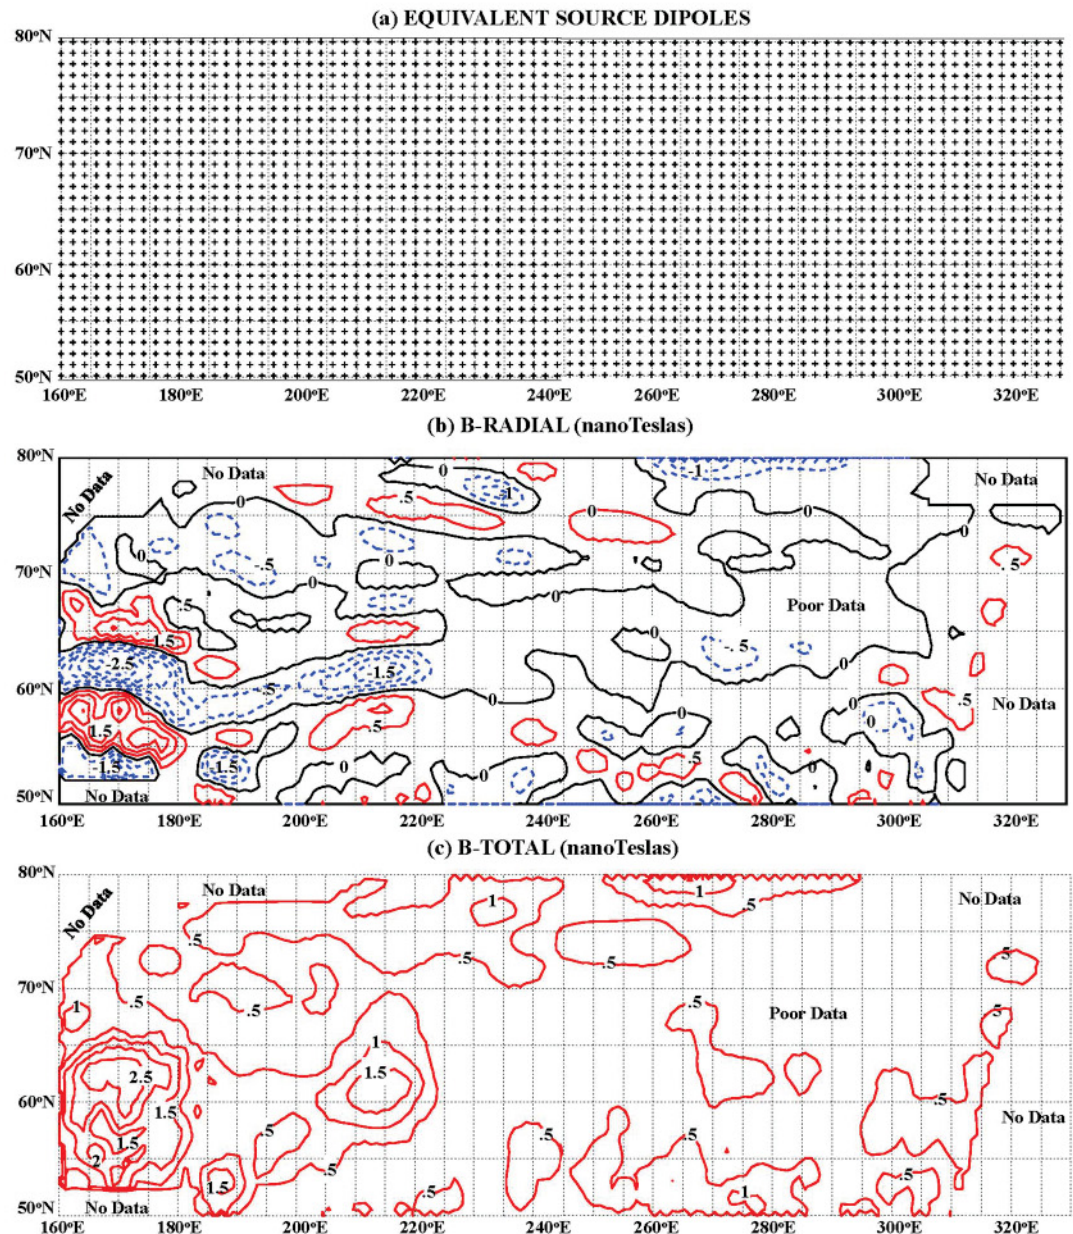 (a) EQUIVALENT SOURCE DIPOLES
80°N
70°N
60°N
50°N
160°E 180°E 200°E 220°E 240°E 260°E 280°E 300°E 320°E
(b) B-RADIAL (nanoTeslas)
80°N
No Data
No Data
0
-1
-1
No Data
.5
0
0
0
0
0
-.5
0
70°N
0
0
.5
.5
1.5
Poor Data
0
-.5
-2.5
-1.5
0
60°N
-.5
0
.5
No Data
1.5
.5
0
0
-1.5
-1.5
0
0
.5
0
50°N
No Data
160°E 180°E 200°E 220°E 240°E 260°E 280°E 300°E 320°E
(c) B-TOTAL (nanoTeslas)
80°N
No Data
No Data
1
1
.5
No Data
.5
.5
.5
.5
70°N
1
.5
.5
.5
Poor Data
.5
1
2.5
1.5
60°N
1.5
.5
No Data
1.5
.5
.5
.5
2
.5
.5
1.5
.5
1
50°N
No Data
160°E 180°E 200°E 220°E 240°E 260°E 280°E 300°E 320°E